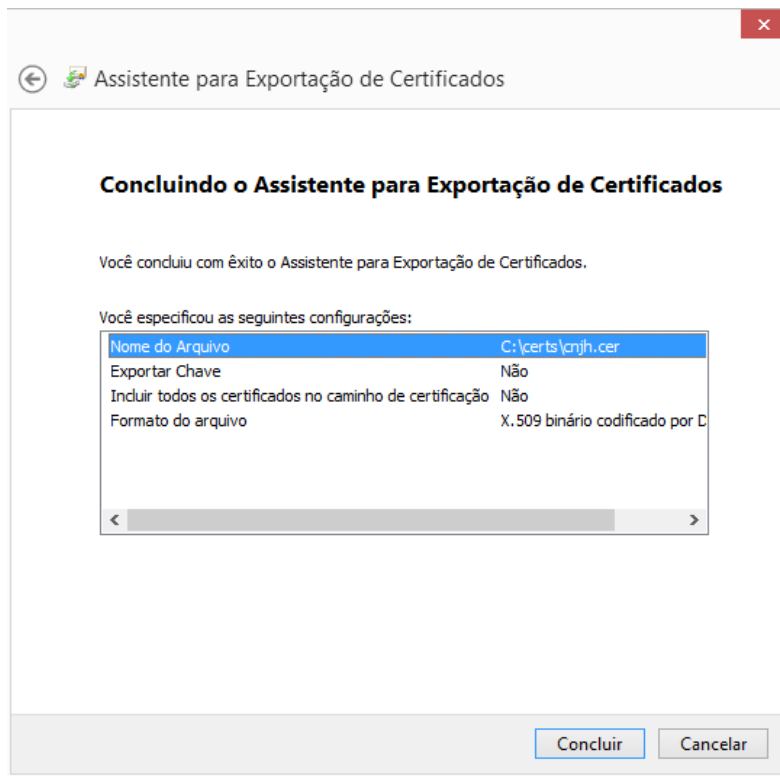 Assistente para Exportação de Certificados
Concluindo o Assistente para Exportação de Certificados
Você concluiu com êxito o Assistente para Exportação de Certificados.
Você especificou as seguintes configurações:
Nome do Arquivo C:\certs\cnjh.cer
Exportar Chave Não
Incluir todos os certificados no caminho de certificação Não
Formato do arquivo X.509 binário codificado por D
Concluir Cancelar